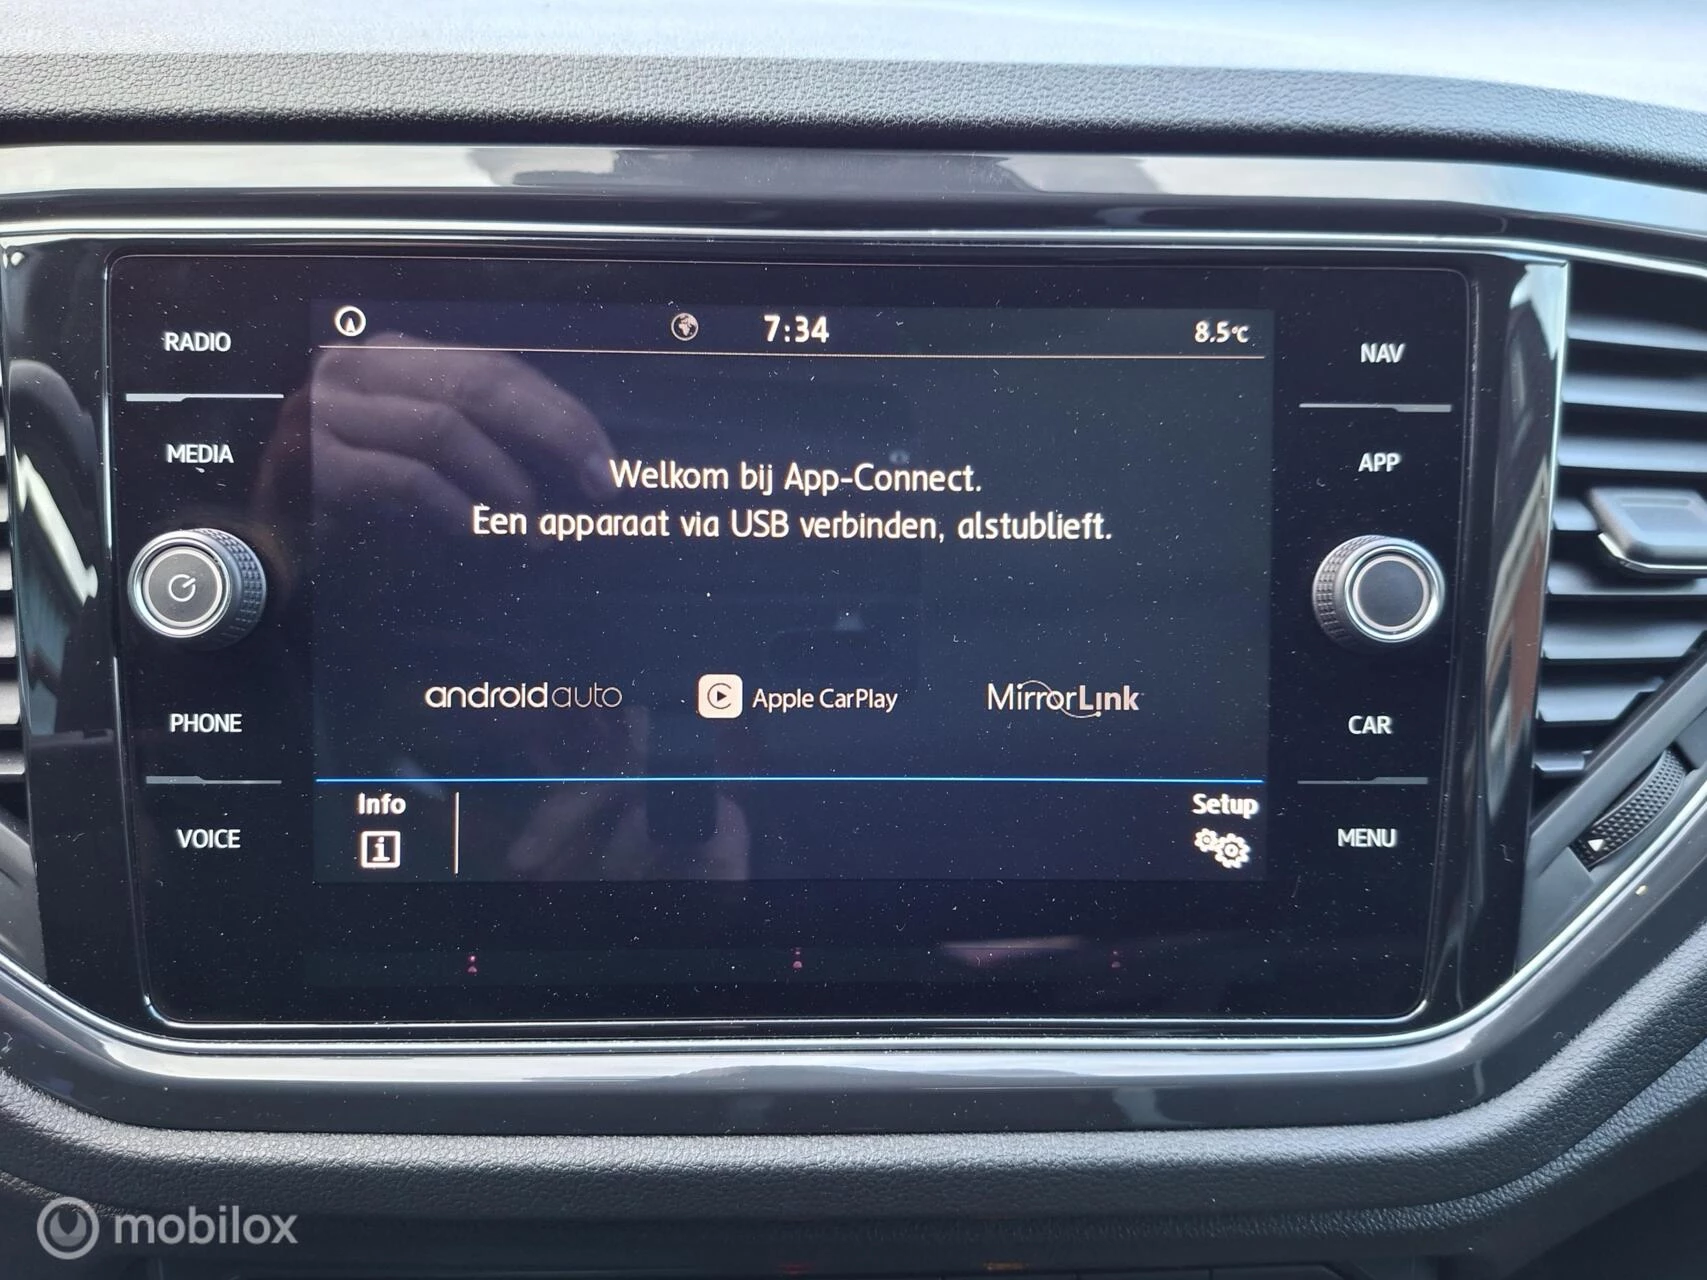 RADIO
MEDIA
PHONE
VOICE
7:34
8.5°C
Welkom bij App-Connect.
Een apparaat via USB verbinden, alstublieft.
androidauto
Apple CarPlay
MirrorLink
Info
i
Setup
NAV
APP
CAR
MENU
mobilox